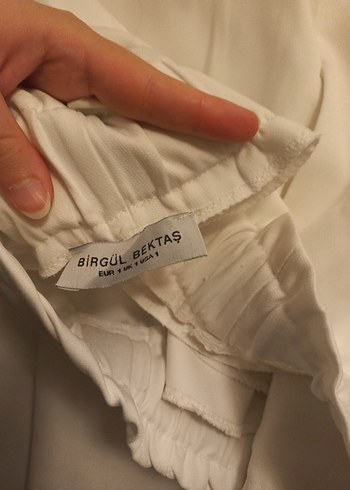 BİRGÜL BEKTAŞ
EUR 1 UK 1 USA 1